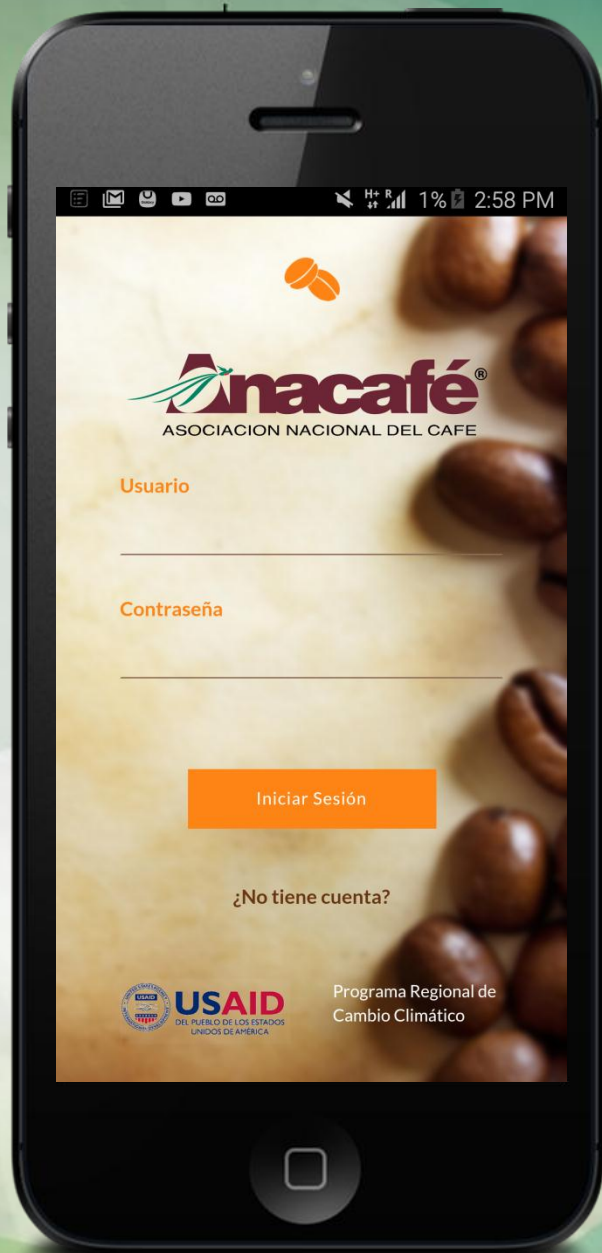 H+ R 1% 2:58 PM
Anacafé®
ASOCIACION NACIONAL DEL CAFE
Usuario
Contraseña
Iniciar Sesión
¿No tiene cuenta?
USAID
USAID
DEL PUEBLO DE LOS ESTADOS
UNIDOS DE AMÉRICA
Programa Regional de
Cambio Climático